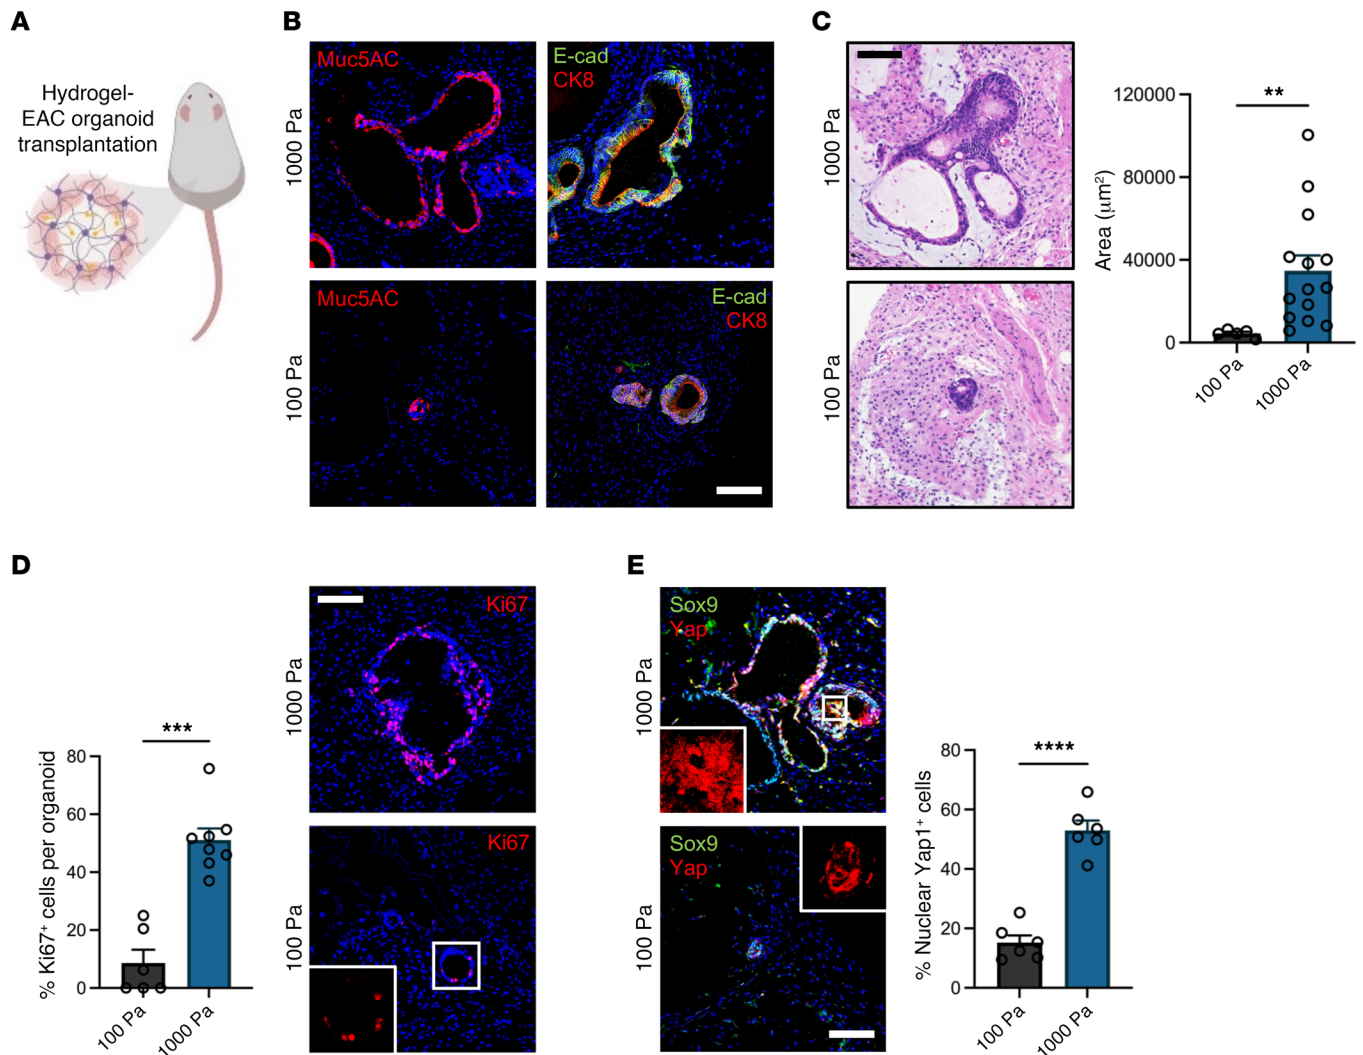 A
Hydrogel-
EAC organoid
transplantation
B
1000 Pa
Muc5AC
E-cad
CK8
100 Pa
Muc5AC
E-cad
CK8
C
1000 Pa
100 Pa
**
120000
80000
40000
0
Area (μm²)
100 Pa
1000 Pa
D
***
80
60
40
20
0
% Ki67⁺ cells per organoid
100 Pa
1000 Pa
1000 Pa
Ki67
100 Pa
Ki67
E
1000 Pa
Sox9
Yap
100 Pa
Sox9
Yap
****
80
60
40
20
0
% Nuclear Yap1⁺ cells
100 Pa
1000 Pa